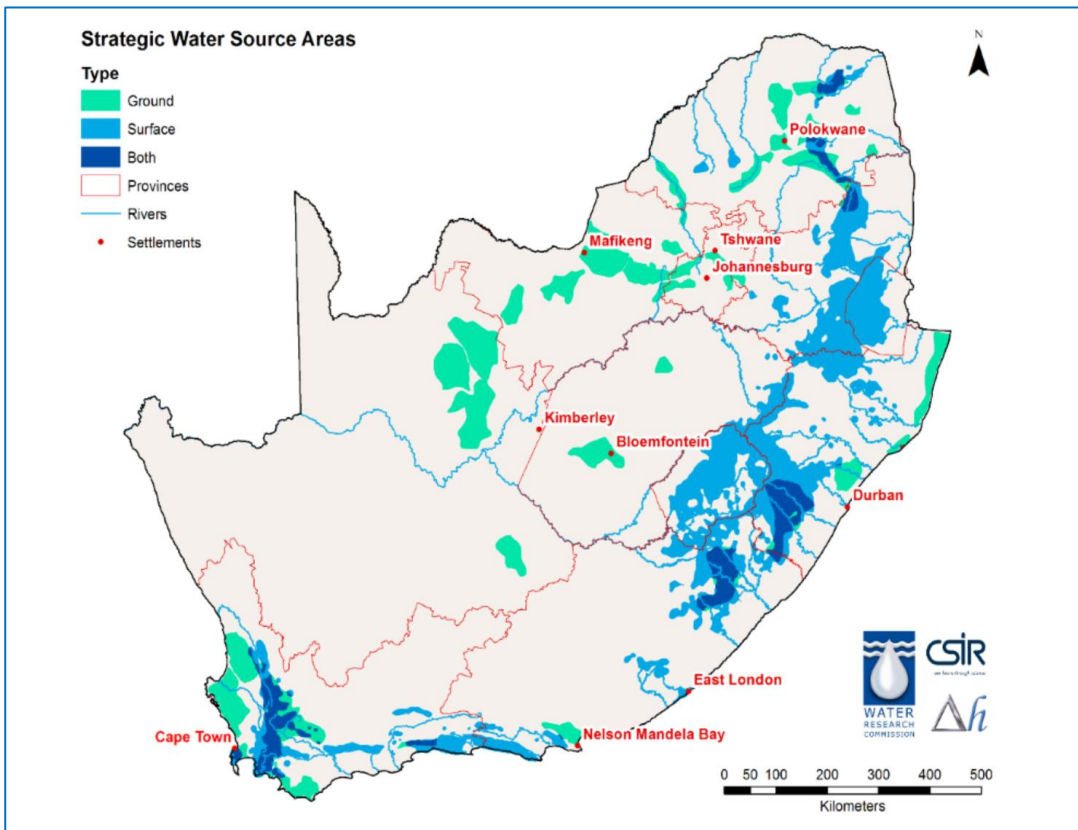 Strategic Water Source Areas
Type
Ground
Surface
Both
Provinces
Rivers
Settlements
N
Polokwane
Mafikeng
Tshwane
Johannesburg
Kimberley
Bloemfontein
Durban
East London
Nelson Mandela Bay
Cape Town
WATER
RESEARCH
COMMISSION
CSIR
Δh
0 50 100 200 300 400 500
Kilometers